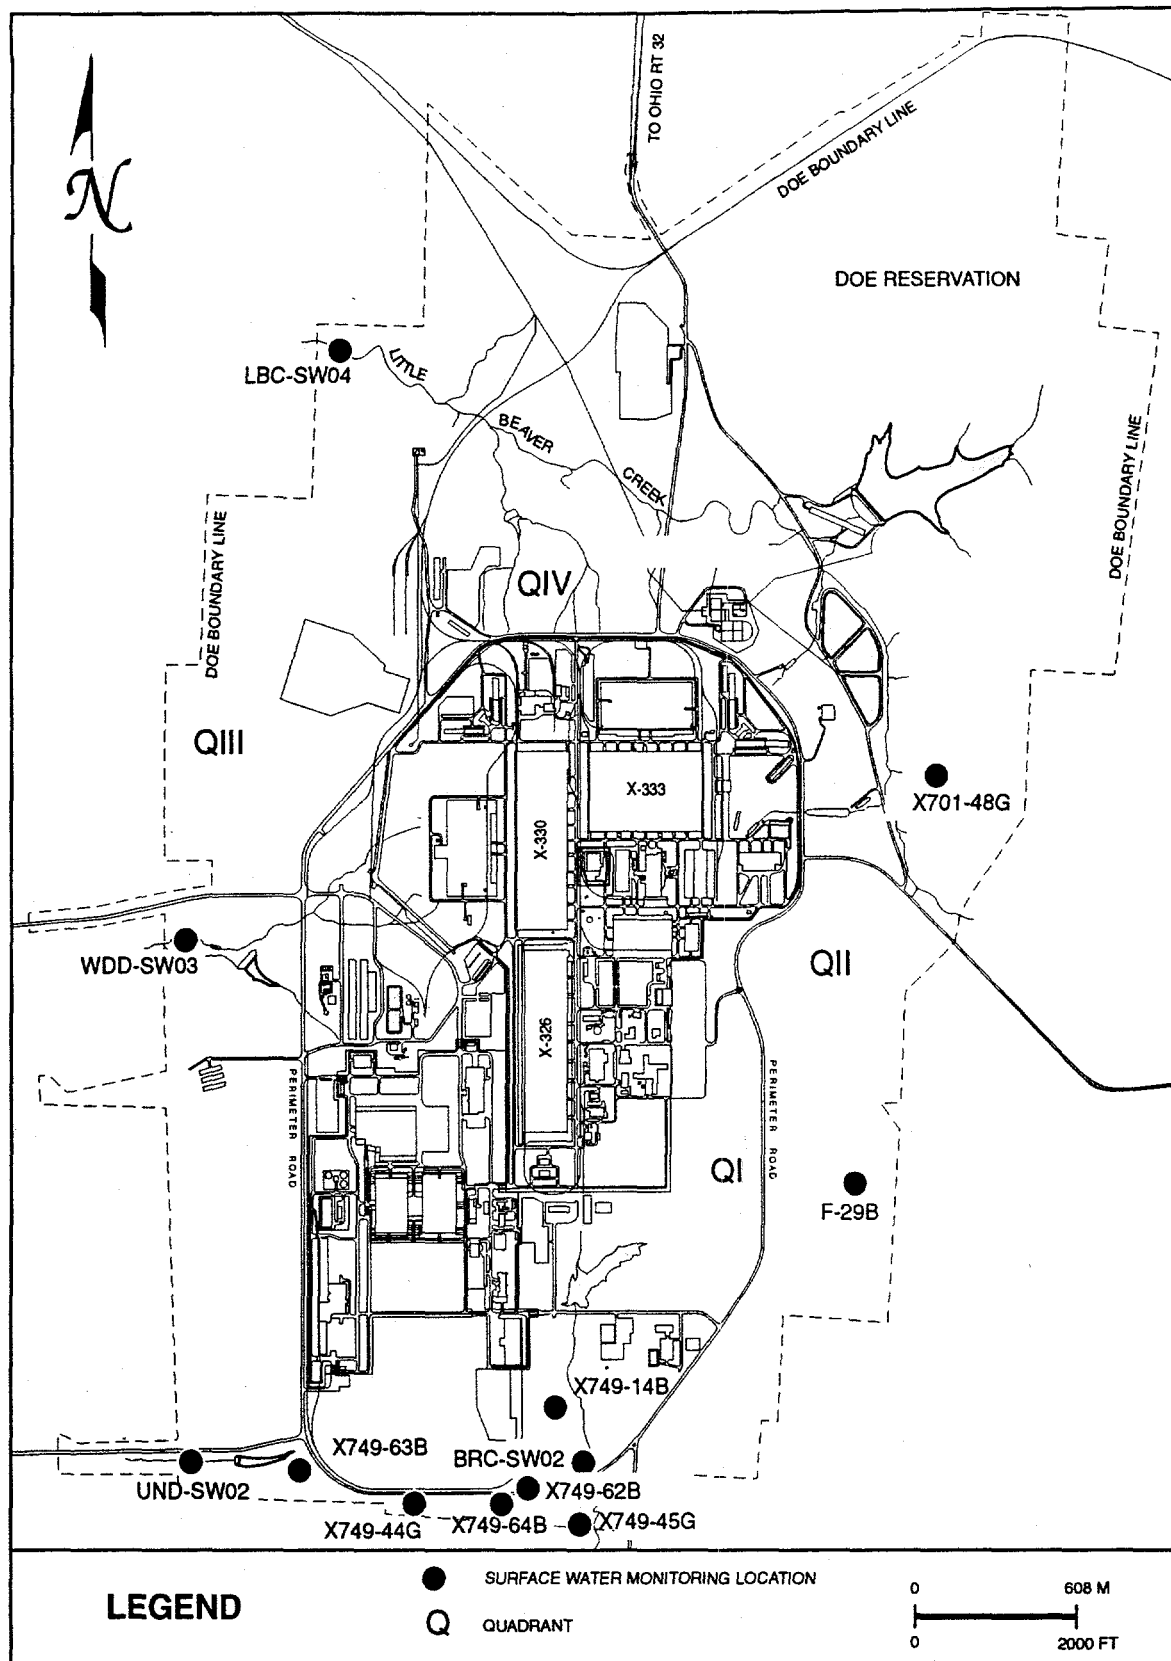 TO OHIO RT 32
N
DOE BOUNDARY LINE
DOE RESERVATION
LITTLE
LBC-SW04
BEAVER
CREEK
DOE BOUNDARY LINE
DOE BOUNDARY LINE
QIV
QIII
X-333
X701-48G
X-330
WDD-SW03
QII
X-326
PERIMETER ROAD
PERIMETER ROAD
QI
F-29B
X749-14B
X749-63B
BRC-SW02
UND-SW02
X749-62B
X749-44G
X749-64B
X749-45G
LEGEND
SURFACE WATER MONITORING LOCATION
Q QUADRANT
0 608 M
0 2000 FT